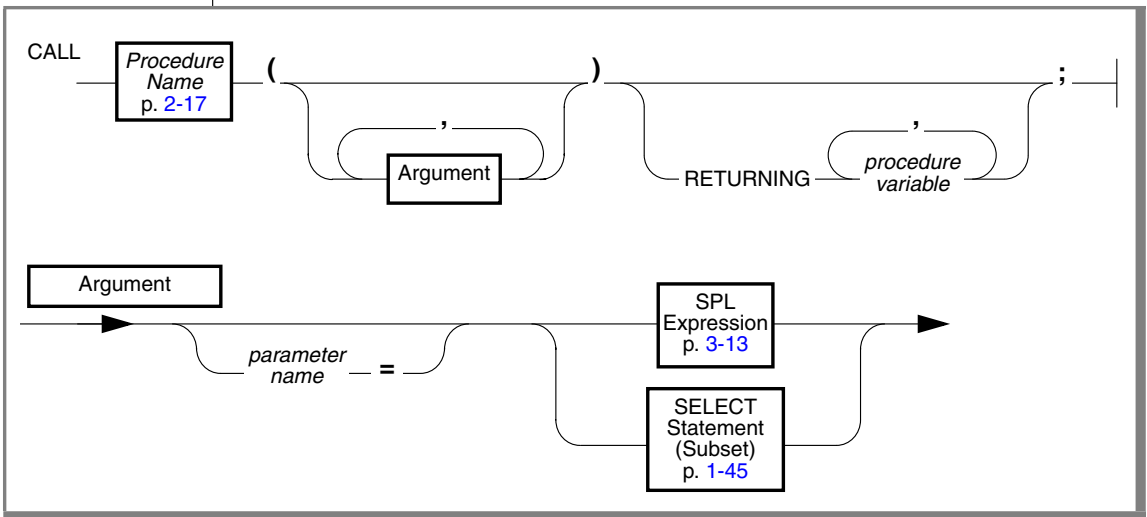 CALL
Procedure
Name
p. 2-17
(
,
Argument
)
RETURNING
,
procedure
variable
;
Argument
parameter
name
=
SPL
Expression
p. 3-13
SELECT
Statement
(Subset)
p. 1-45